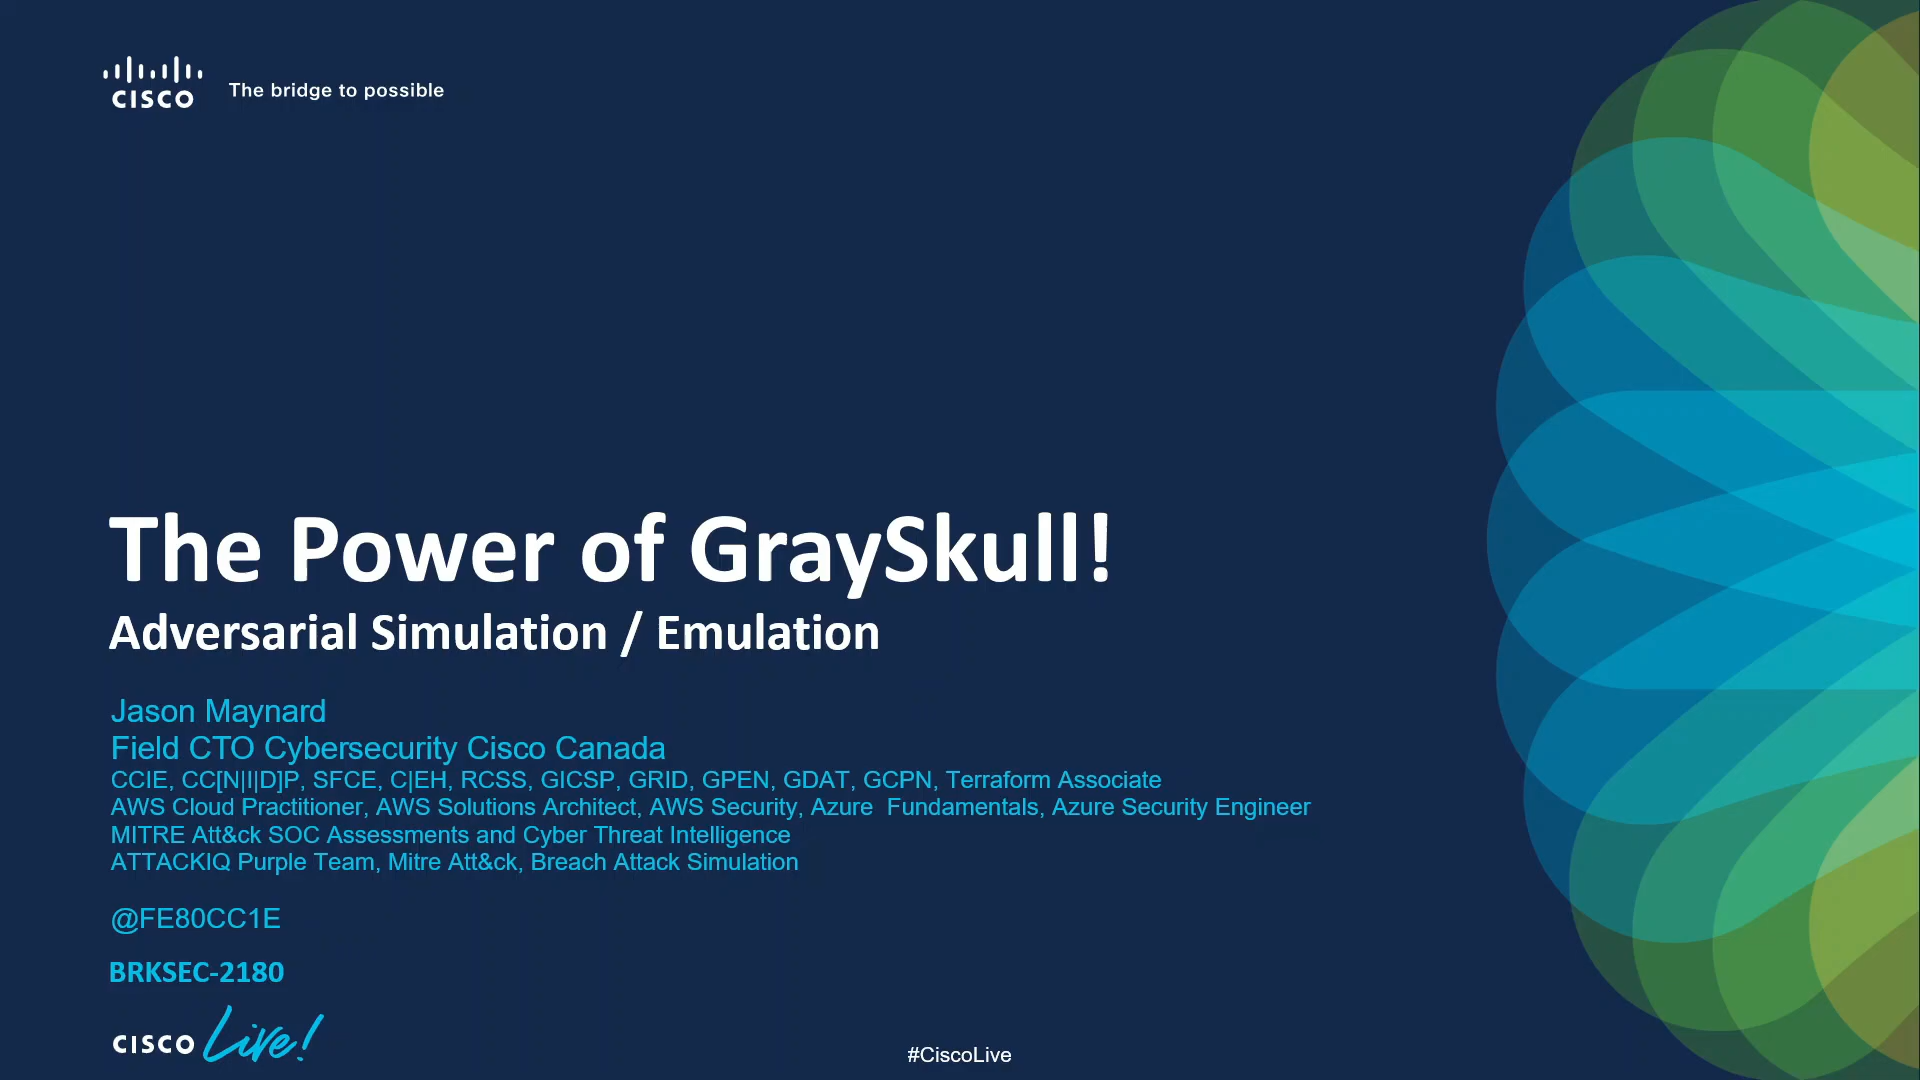 CISCO
The bridge to possible
The Power of GraySkull!
Adversarial Simulation / Emulation
Jason Maynard
Field CTO Cybersecurity Cisco Canada
CCIE, CC[N|I|D]P, SFCE, C|EH, RCSS, GICSP, GRID, GPEN, GDAT, GCPN, Terraform Associate
AWS Cloud Practitioner, AWS Solutions Architect, AWS Security, Azure  Fundamentals, Azure Security Engineer
MITRE Att&ck SOC Assessments and Cyber Threat Intelligence
ATTACKIQ Purple Team, Mitre Att&ck, Breach Attack Simulation
@FE80CC1E
BRKSEC-2180
CISCO Live!
#CiscoLive